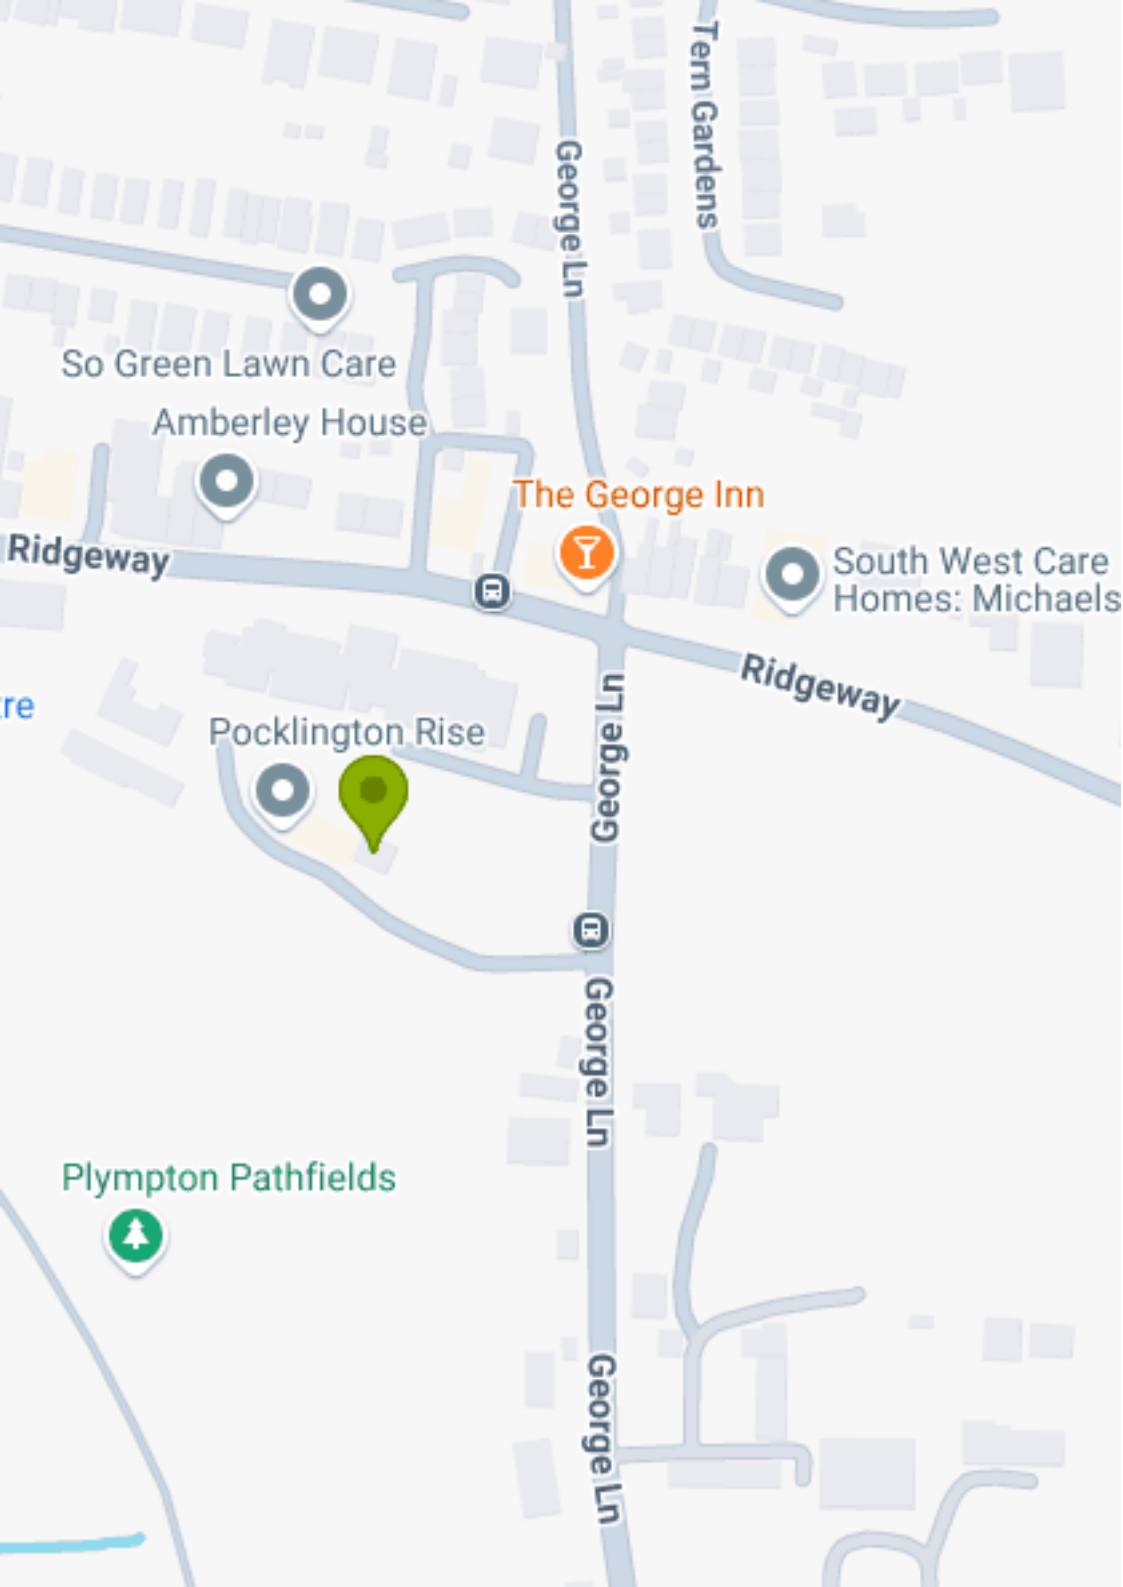 Tern Gardens
George Ln
So Green Lawn Care
Amberley House
The George Inn
Ridgeway
South West Care
Homes: Michaels
Ridgeway
George Ln
tre
Pocklington Rise
George Ln
Plympton Pathfields
George Ln